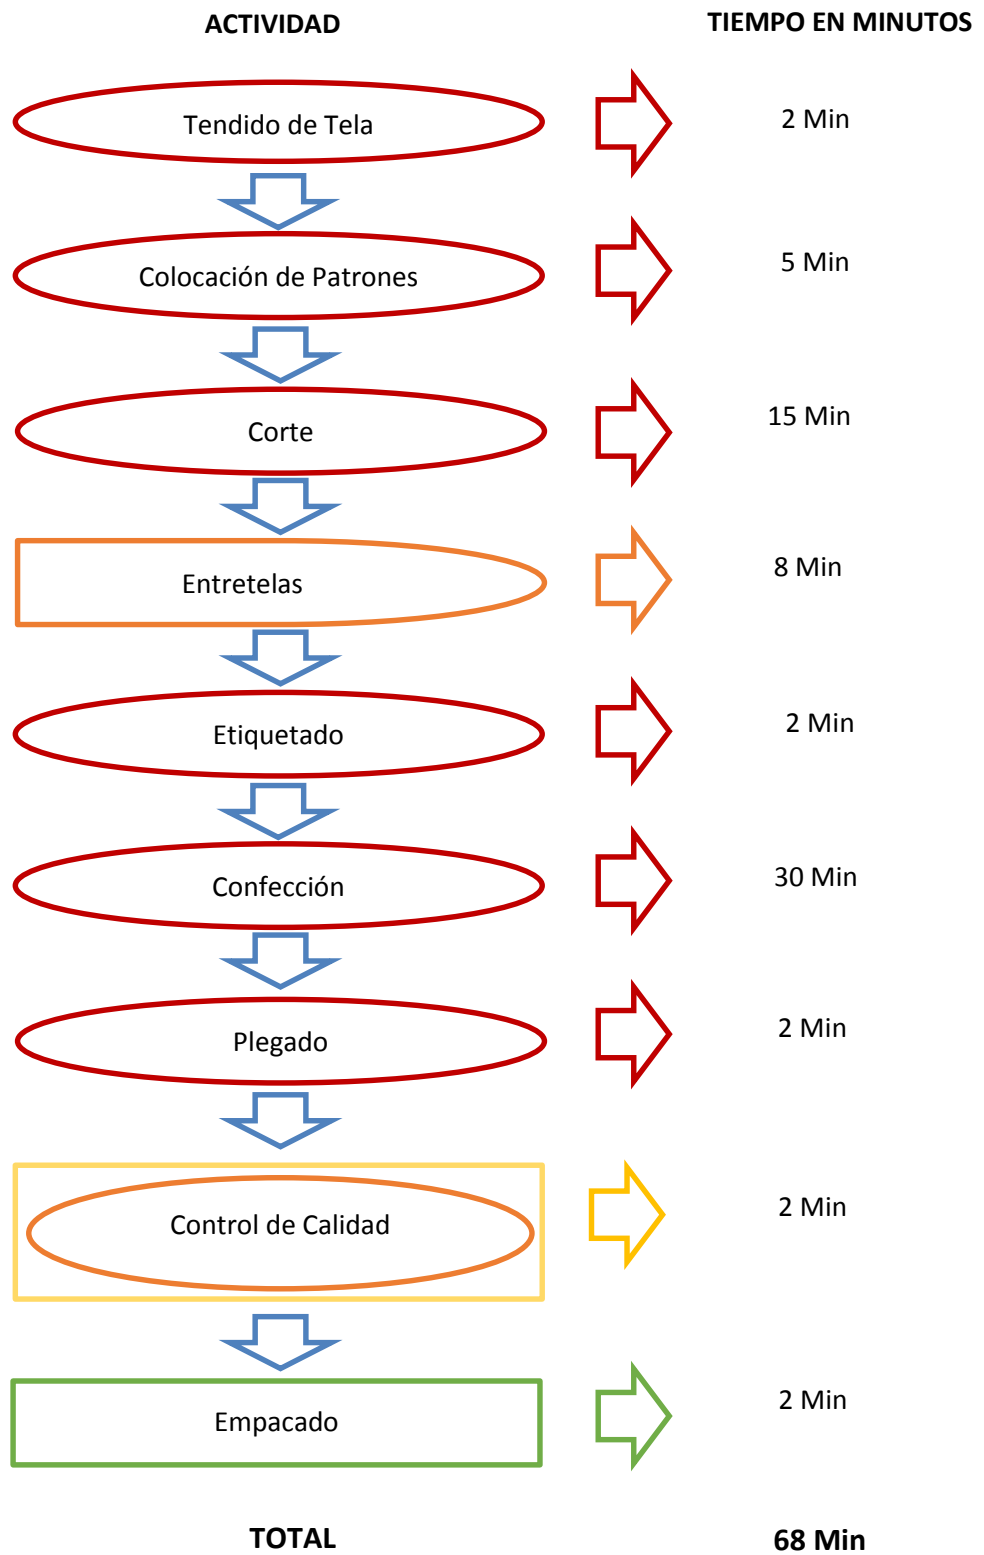 ACTIVIDAD TIEMPO EN MINUTOS
Tendido de Tela 2 Min
Colocación de Patrones 5 Min
Corte 15 Min
Entretelas 8 Min
Etiquetado 2 Min
Confección 30 Min
Plegado 2 Min
Control de Calidad 2 Min
Empacado 2 Min
TOTAL 68 Min